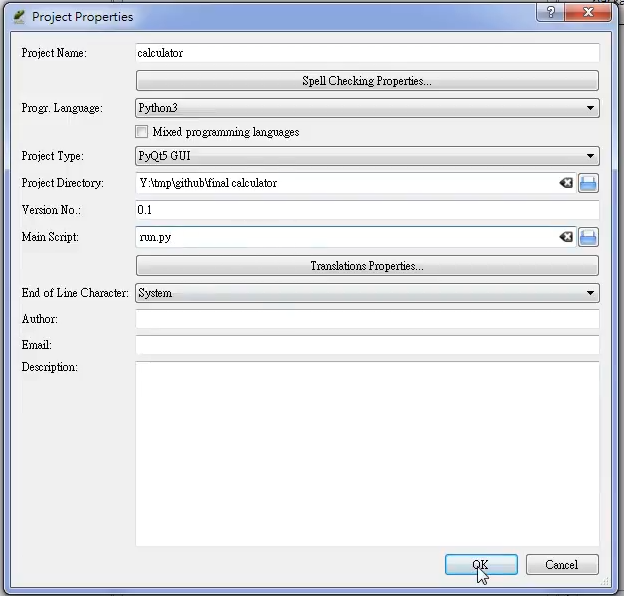 Project Properties
Project Name: calculator
Spell Checking Properties...
Progr. Language: Python3
Mixed programming languages
Project Type: PyQt5 GUI
Project Directory: Y:\tmp\github\final calculator
Version No.: 0.1
Main Script: run.py
Translations Properties...
End of Line Character: System
Author:
Email:
Description:
OK Cancel